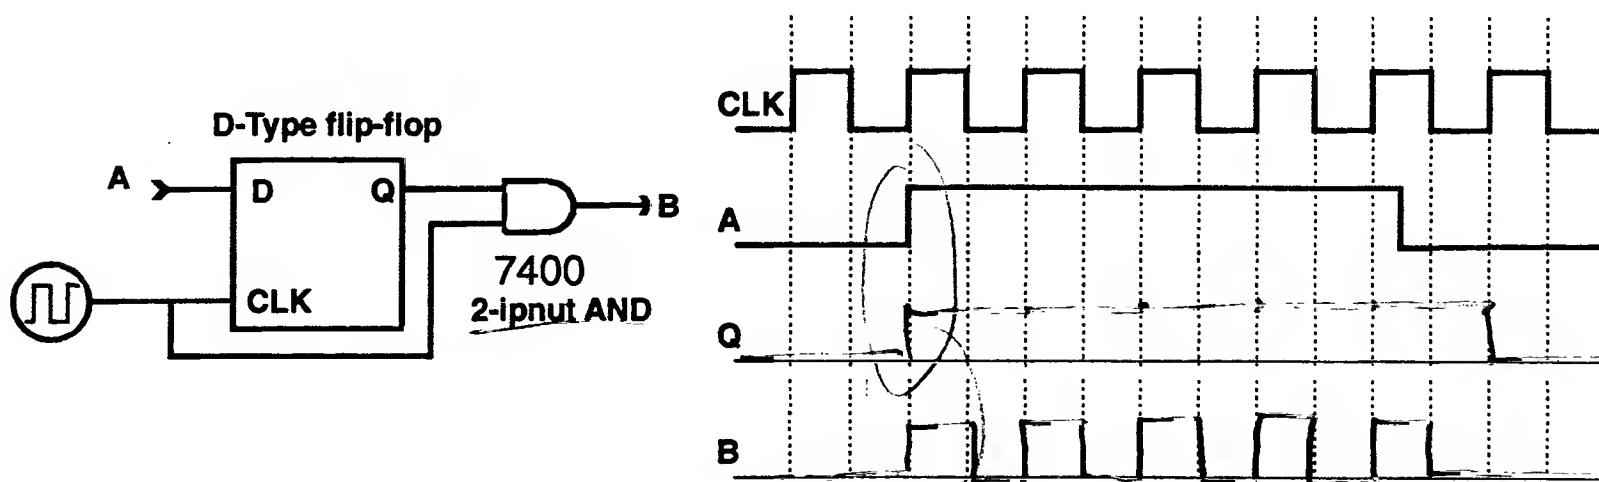 D-Type flip-flop
A
D
Q
B
CLK
7400
2-ipnut AND
CLK
A
Q
B